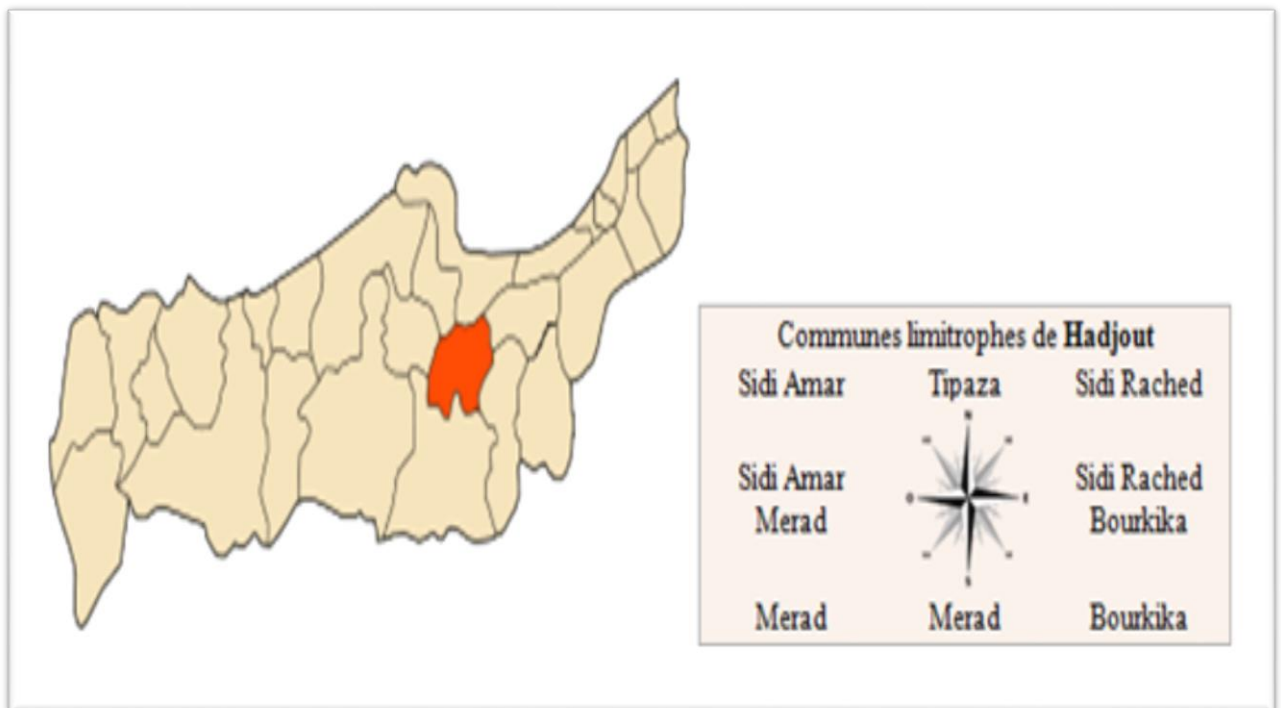 Communes limitrophes de Hadjout
Sidi Amar Tipaza Sidi Rached
N
Sidi Amar Sidi Rached
Merad Bourkika
S
Merad Merad Bourkika